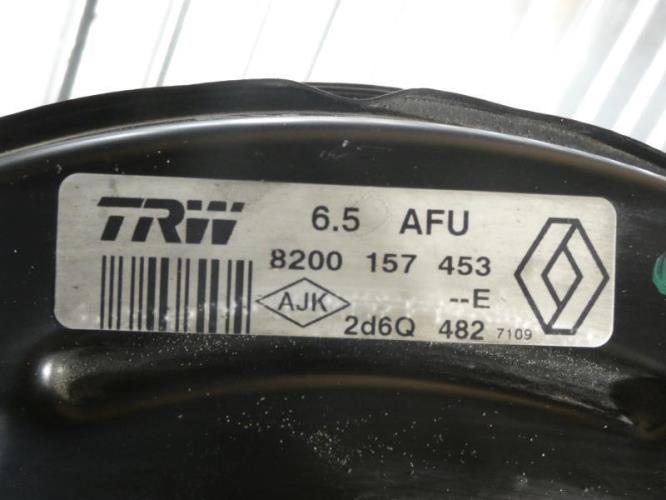 TRW 6.5 AFU
8200 157 453
--E
AJK
2d6Q 482 7109